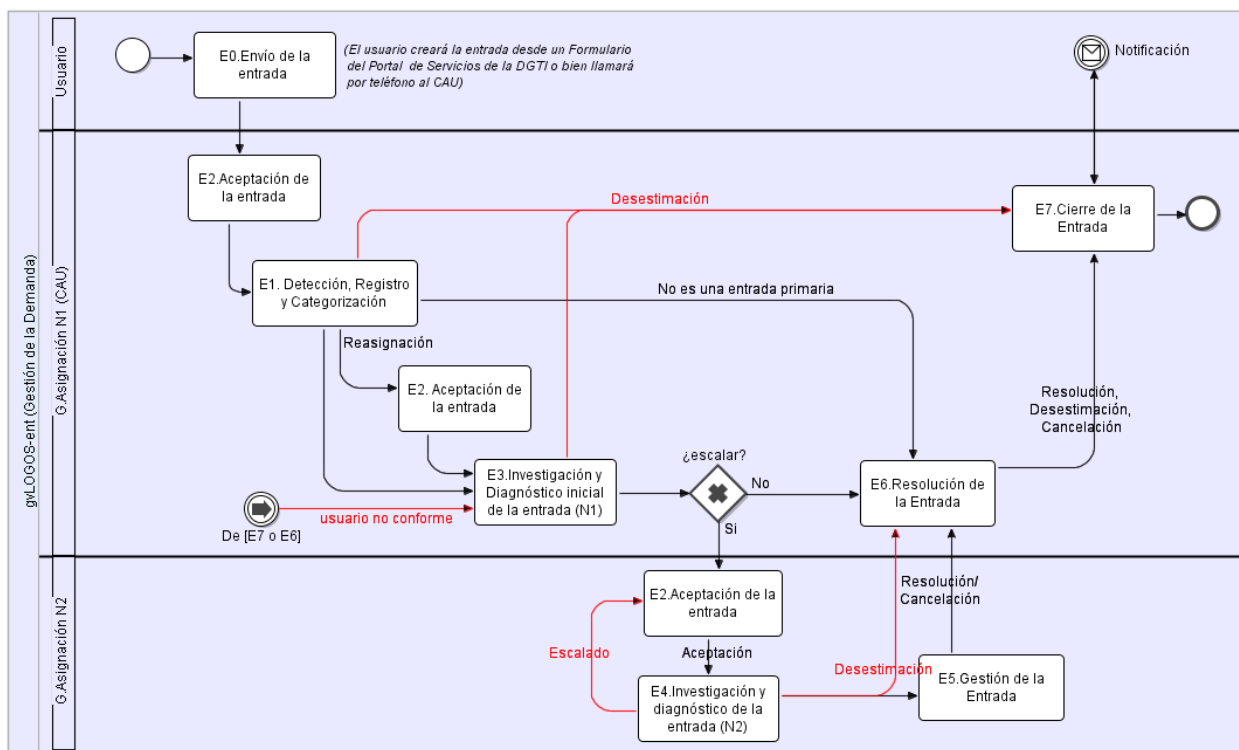 gvLOGOS-ent (Gestión de la Demanda)
Usuario
E0.Envío de la
entrada
(El usuario creará la entrada desde un Formulario
del Portal de Servicios de la DGTI o bien llamará
por teléfono al CAU)
Notificación
G.Asignación N1 (CAU)
E2.Aceptación de
la entrada
Desestimación
E7.Cierre de la
Entrada
E1. Detección, Registro
y Categorización
No es una entrada primaria
Reasignación
E2. Aceptación de
la entrada
Resolución,
Desestimación,
Cancelación
E3.Investigación y
Diagnóstico inicial
de la entrada (N1)
¿escalar?
No
Si
E6.Resolución de
la Entrada
usuario no conforme
De [E7 o E6]
G.Asignación N2
E2.Aceptación de la
entrada
Resolución/
Cancelación
Escalado
Aceptación
Desestimación
E4.Investigación y
diagnóstico de la
entrada (N2)
E5.Gestión de la
Entrada